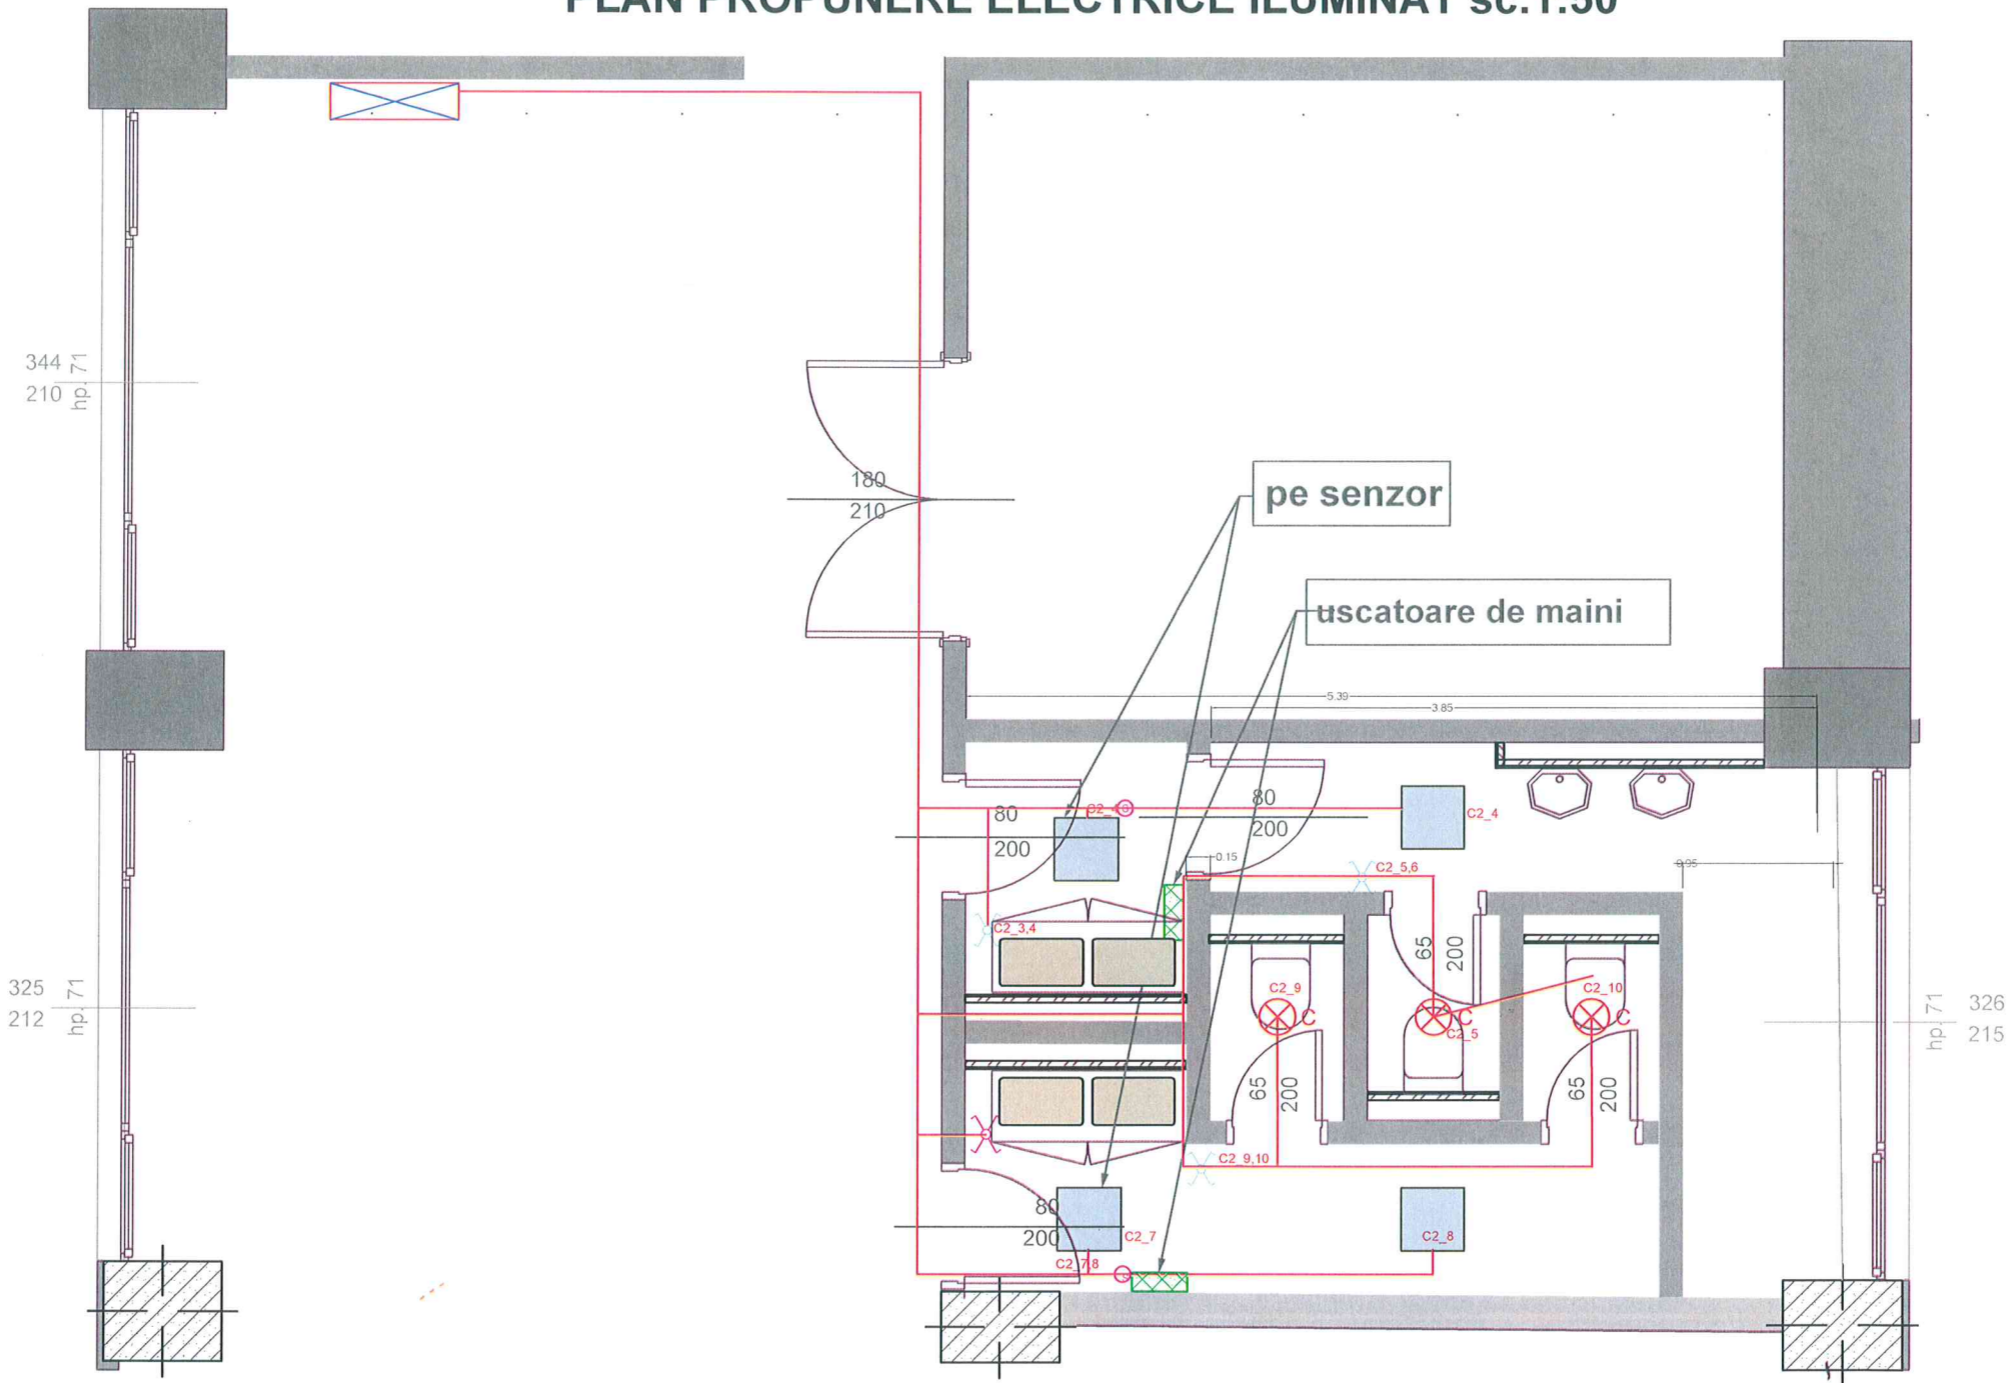 PLAN PROPUNERE ELECTRICE ILUMINAT sc.1:50
344
210
hp. 71
180
210
pe senzor
uscatoare de maini
5.39
3.85
80
200
80
200
C2_4
0.15
C2_5,6
0.95
C2_3,4
65
200
325
212
hp. 71
C2_9
C
C2_5
C
C2_10
C
hp. 71
326
215
65
200
65
200
C2_9,10
80
200
C2_7
C2_7,8
C2_8